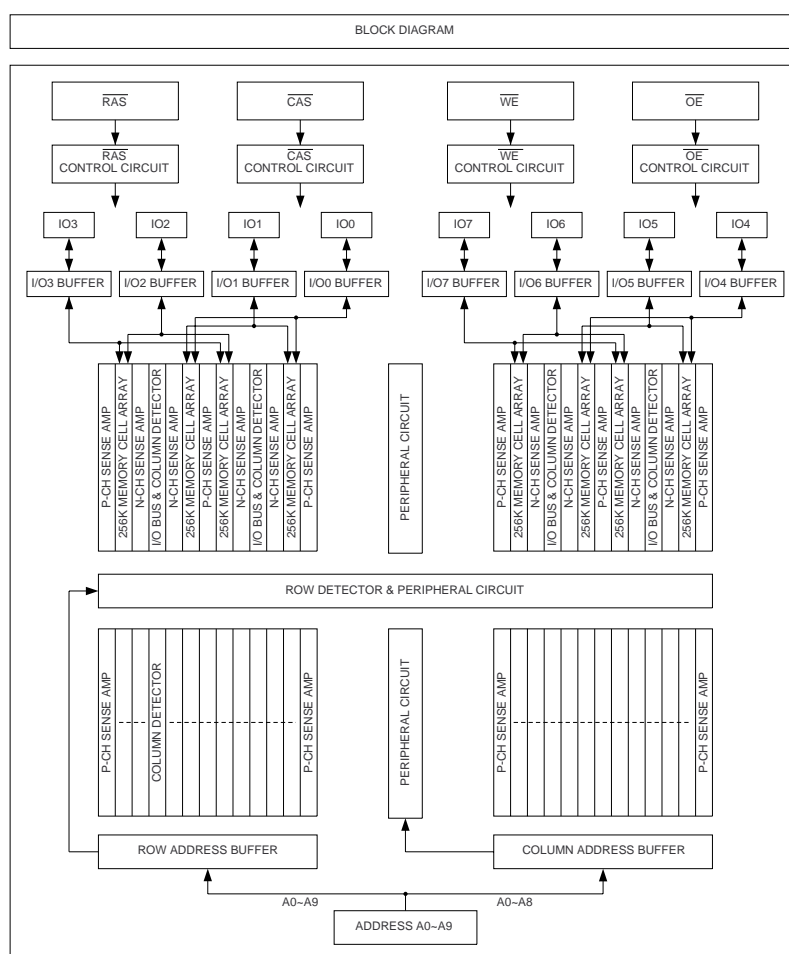 BLOCK DIAGRAM
RAS
CAS
WE
OE
RAS
CONTROL CIRCUIT
CAS
CONTROL CIRCUIT
WE
CONTROL CIRCUIT
OE
CONTROL CIRCUIT
IO3
IO2
IO1
IO0
IO7
IO6
IO5
IO4
I/O3 BUFFER
I/O2 BUFFER
I/O1 BUFFER
I/O0 BUFFER
I/O7 BUFFER
I/O6 BUFFER
I/O5 BUFFER
I/O4 BUFFER
P-CH SENSE AMP
256K MEMORY CELL ARRAY
N-CH SENSE AMP
I/O BUS & COLUMN DETECTOR
N-CH SENSE AMP
256K MEMORY CELL ARRAY
P-CH SENSE AMP
256K MEMORY CELL ARRAY
N-CH SENSE AMP
I/O BUS & COLUMN DETECTOR
N-CH SENSE AMP
256K MEMORY CELL ARRAY
P-CH SENSE AMP
PERIPHERAL CIRCUIT
P-CH SENSE AMP
256K MEMORY CELL ARRAY
N-CH SENSE AMP
I/O BUS & COLUMN DETECTOR
N-CH SENSE AMP
256K MEMORY CELL ARRAY
P-CH SENSE AMP
256K MEMORY CELL ARRAY
N-CH SENSE AMP
I/O BUS & COLUMN DETECTOR
N-CH SENSE AMP
256K MEMORY CELL ARRAY
P-CH SENSE AMP
ROW DETECTOR & PERIPHERAL CIRCUIT
P-CH SENSE AMP
COLUMN DETECTOR
P-CH SENSE AMP
PERIPHERAL CIRCUIT
P-CH SENSE AMP
P-CH SENSE AMP
ROW ADDRESS BUFFER
COLUMN ADDRESS BUFFER
A0~A9
A0~A8
ADDRESS A0~A9